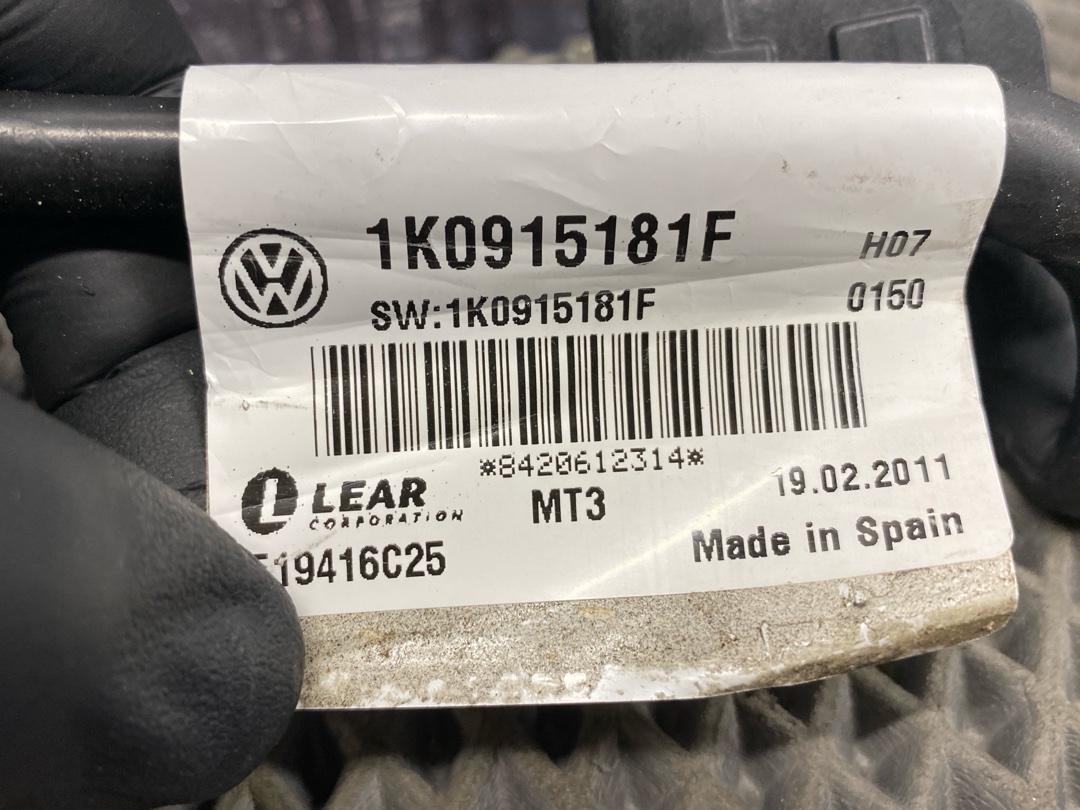 1K0915181F
H07
SW:1K0915181F
0150
*8420612314*
LEAR
CORPORATION
MT3
19.02.2011
19416C25
Made in Spain